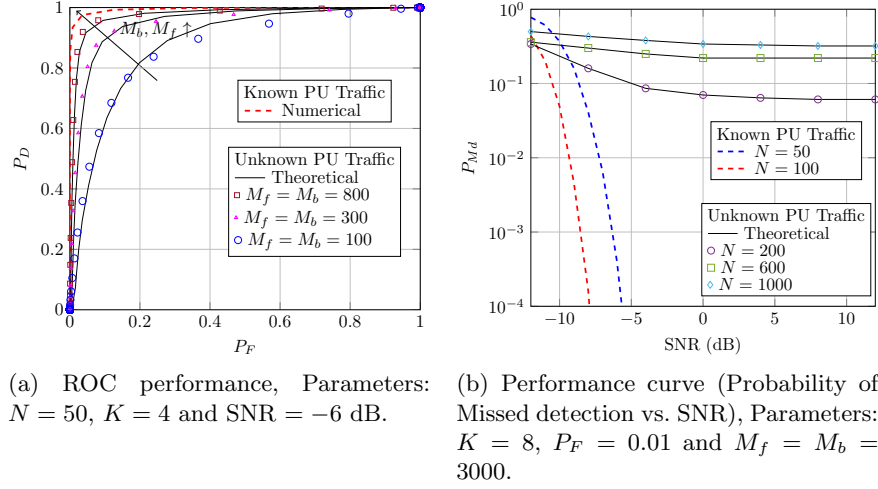 1
0.8
0.6
0.4
0.2
0
0 0.2 0.4 0.6 0.8 1
P_D
P_F
M_b, M_f ↑
Known PU Traffic
Numerical
Unknown PU Traffic
Theoretical
M_f = M_b = 800
M_f = M_b = 300
M_f = M_b = 100
(a) ROC performance, Parameters:
N = 50, K = 4 and SNR = −6 dB.
10^0
10^−1
10^−2
10^−3
10^−4
−10 −5 0 5 10
P_Md
SNR (dB)
Known PU Traffic
N = 50
N = 100
Unknown PU Traffic
Theoretical
N = 200
N = 600
N = 1000
(b) Performance curve (Probability of
Missed detection vs. SNR), Parameters:
K = 8, P_F = 0.01 and M_f = M_b =
3000.